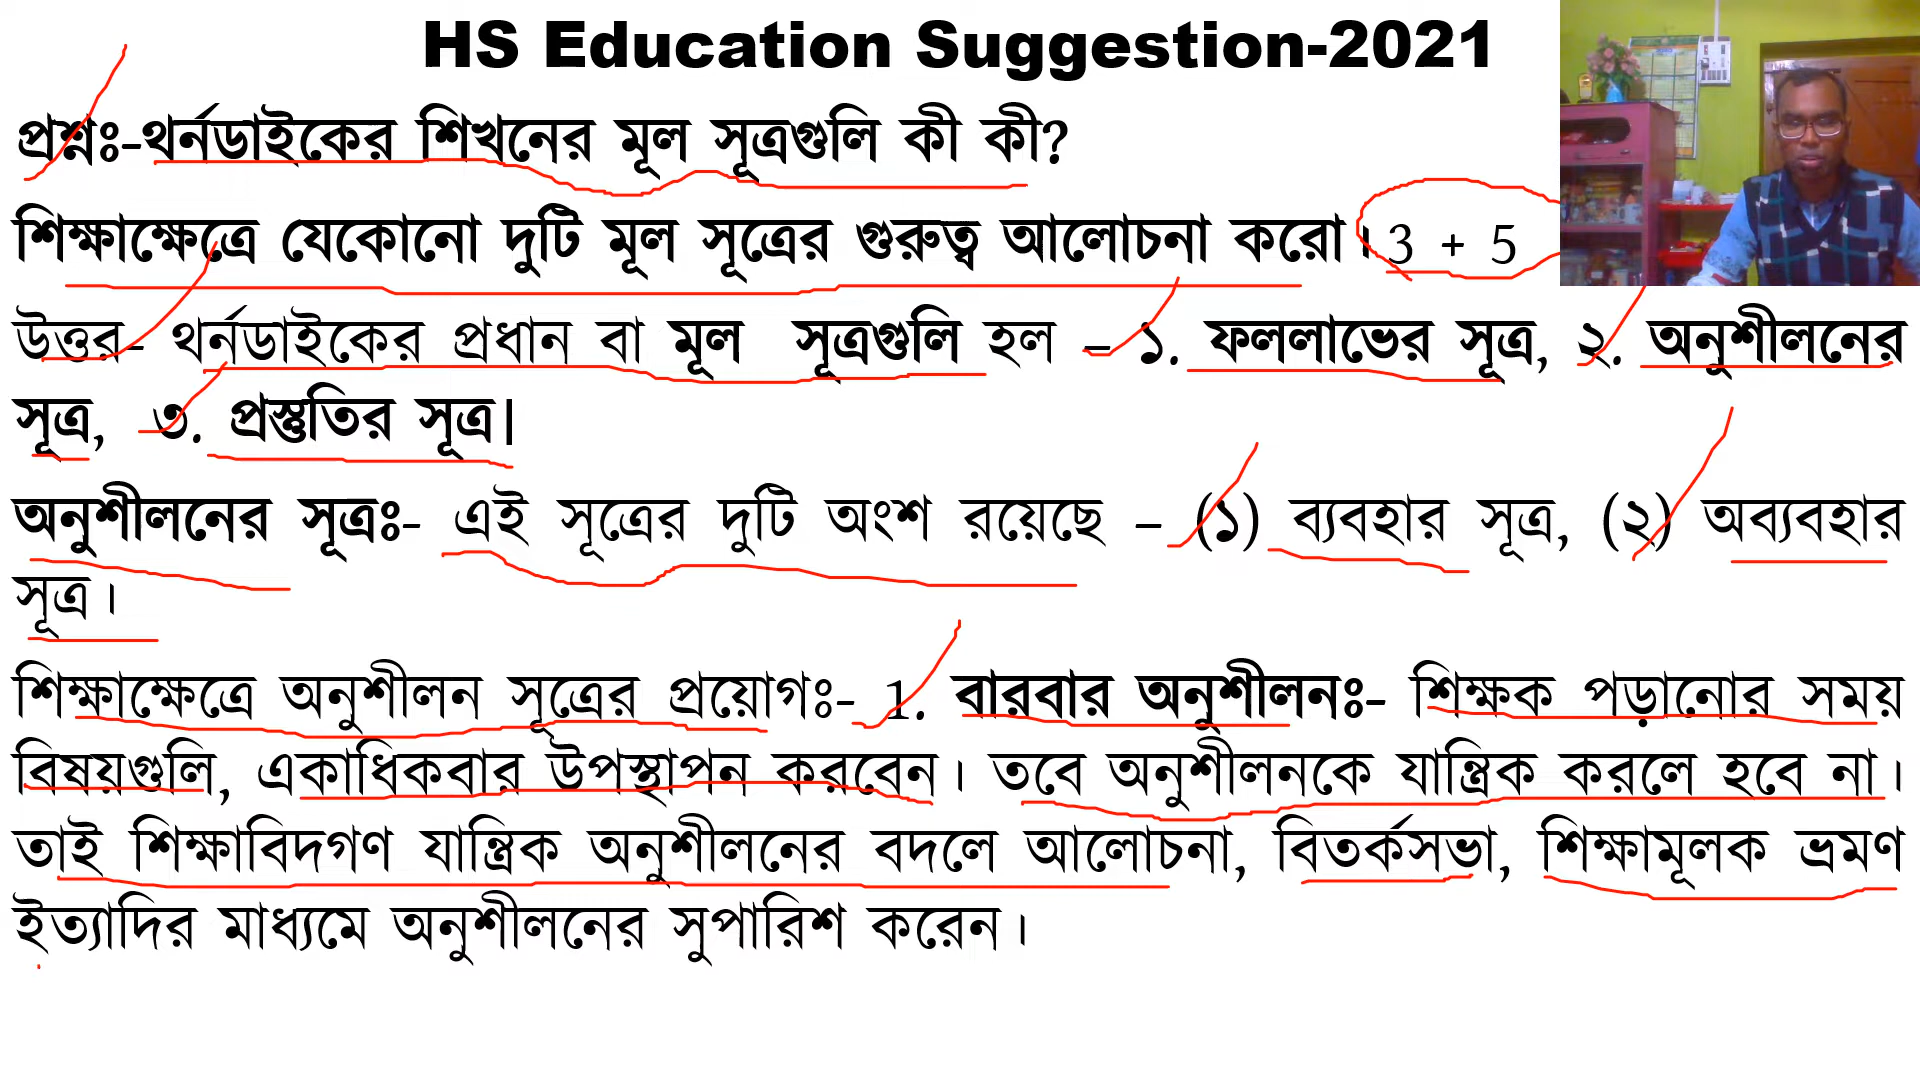 HS Education Suggestion-2021
প্রশ্নঃ-থর্নডাইকের শিখনের মূল সূত্রগুলি কী কী?
শিক্ষাক্ষেত্রে যেকোনো দুটি মূল সূত্রের গুরুত্ব আলোচনা করো। 3 + 5
উত্তর- থর্নডাইকের প্রধান বা মূল সূত্রগুলি হল – ১. ফললাভের সূত্র, ২. অনুশীলনের
সূত্র, ৩. প্রস্তুতির সূত্র।
অনুশীলনের সূত্রঃ- এই সূত্রের দুটি অংশ রয়েছে – (১) ব্যবহার সূত্র, (২) অব্যবহার
সূত্র।
শিক্ষাক্ষেত্রে অনুশীলন সূত্রের প্রয়োগঃ- 1. বারবার অনুশীলনঃ- শিক্ষক পড়ানোর সময়
বিষয়গুলি, একাধিকবার উপস্থাপন করবেন। তবে অনুশীলনকে যান্ত্রিক করলে হবে না।
তাই শিক্ষাবিদগণ যান্ত্রিক অনুশীলনের বদলে আলোচনা, বিতর্কসভা, শিক্ষামূলক ভ্রমণ
ইত্যাদির মাধ্যমে অনুশীলনের সুপারিশ করেন।